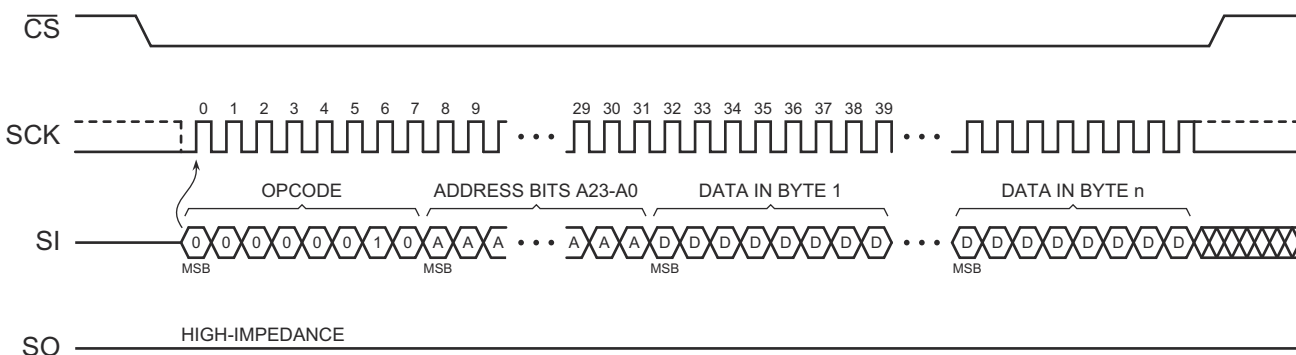 CS
0 1 2 3 4 5 6 7 8 9 29 30 31 32 33 34 35 36 37 38 39
SCK
OPCODE ADDRESS BITS A23-A0 DATA IN BYTE 1 DATA IN BYTE n
SI 0 0 0 0 0 0 1 0 A A A A A A D D D D D D D D D D D D D D D D
MSB MSB MSB MSB
HIGH-IMPEDANCE
SO